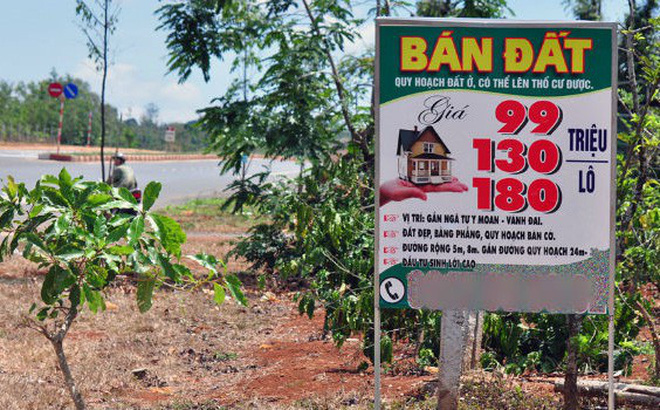 BÁN ĐẤT
QUY HOẠCH ĐẤT Ở, CÓ THỂ LÊN THỔ CƯ ĐƯỢC.
Giá
99
130
180
TRIỆU
LÔ
VỊ TRÍ: GẦN NGÃ TƯ Y MOAN - VANH ĐAI.
ĐẤT ĐẸP, BẰNG PHẲNG, QUY HOẠCH BÀN CỜ.
ĐƯỜNG RỘNG 5m, 8m. GẦN ĐƯỜNG QUY HOẠCH 24m-
ĐẦU TƯ SINH LỜI CAO